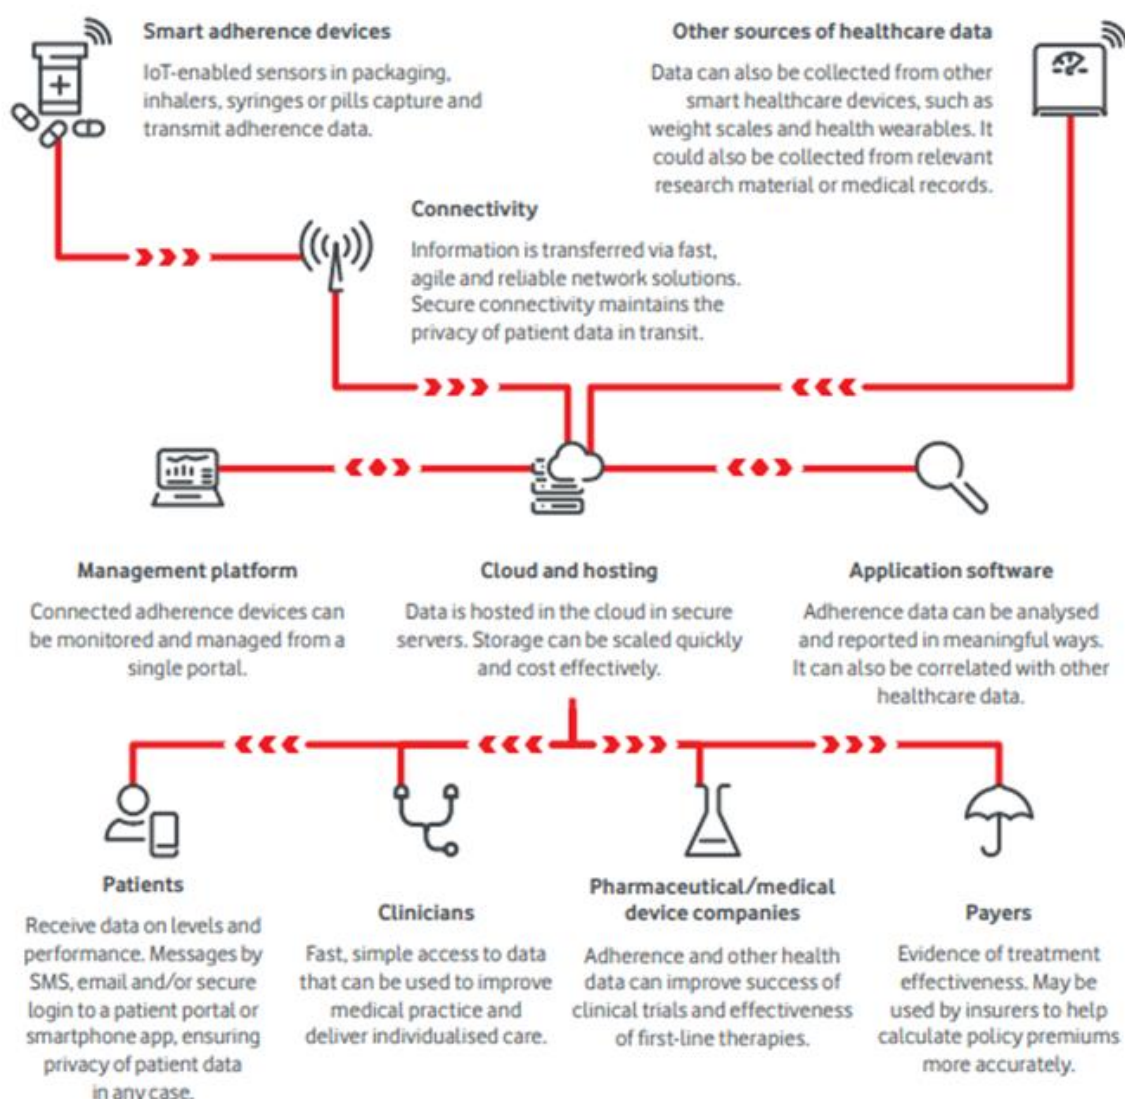 Smart adherence devices
IoT-enabled sensors in packaging,
inhalers, syringes or pills capture and
transmit adherence data.
Other sources of healthcare data
Data can also be collected from other
smart healthcare devices, such as
weight scales and health wearables. It
could also be collected from relevant
research material or medical records.
Connectivity
Information is transferred via fast,
agile and reliable network solutions.
Secure connectivity maintains the
privacy of patient data in transit.
Management platform
Connected adherence devices can
be monitored and managed from a
single portal.
Cloud and hosting
Data is hosted in the cloud in secure
servers. Storage can be scaled quickly
and cost effectively.
Application software
Adherence data can be analysed
and reported in meaningful ways.
It can also be correlated with other
healthcare data.
Patients
Receive data on levels and
performance. Messages by
SMS, email and/or secure
login to a patient portal or
smartphone app, ensuring
privacy of patient data
in any case.
Clinicians
Fast, simple access to data
that can be used to improve
medical practice and
deliver individualised care.
Pharmaceutical/medical
device companies
Adherence and other health
data can improve success of
clinical trials and effectiveness
of first-line therapies.
Payers
Evidence of treatment
effectiveness. May be
used by insurers to help
calculate policy premiums
more accurately.